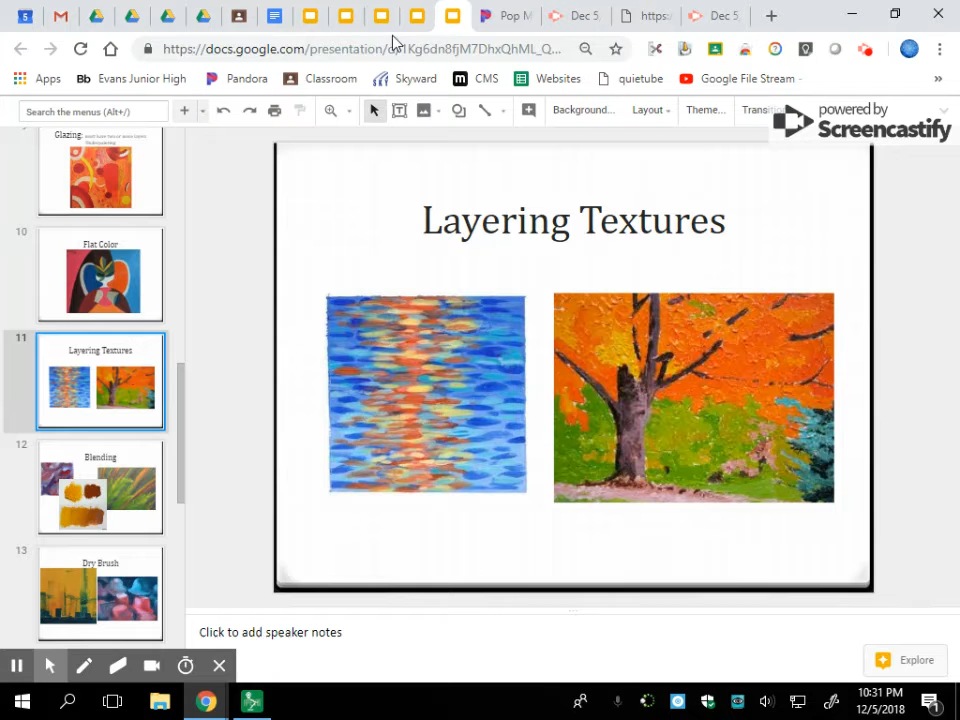 5
Pop M
Dec 5,
https:
Dec 5,
https://docs.google.com/presentation/d/1Kg6dn8fjM7DhxQhML_Q...
Apps
Bb Evans Junior High
Pandora
Classroom
Skyward
m CMS
Websites
quietube
Google File Stream -
»
Search the menus (Alt+/)
Background...
Layout
Theme...
Transiti
powered by
Screencastify
Glazing:
Flat Color
Layering Textures
Blending
Dry Brush
10
11
12
13
Layering Textures
Click to add speaker notes
Explore
10:31 PM
12/5/2018
1